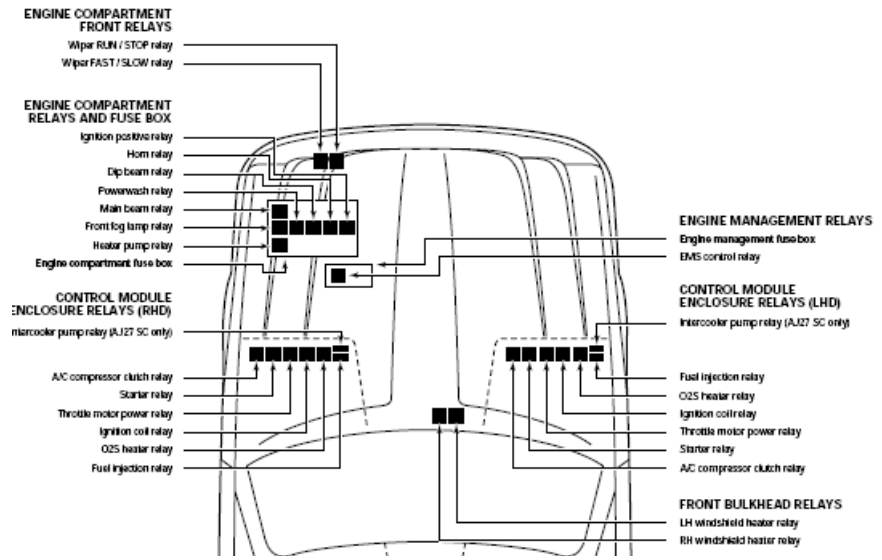 ENGINE COMPARTMENT
FRONT RELAYS
Wiper RUN / STOP relay
Wiper FAST / SLOW relay
ENGINE COMPARTMENT
RELAYS AND FUSE BOX
Ignition positive relay
Horn relay
Dip beam relay
Powerwash relay
Main beam relay
Front fog lamp relay
Heater pump relay
Engine compartment fuse box
CONTROL MODULE
ENCLOSURE RELAYS (RHD)
Intercooler pump relay (AJ27 SC only)
A/C compressor clutch relay
Starter relay
Throttle motor power relay
Ignition coil relay
O2S heater relay
Fuel injection relay
ENGINE MANAGEMENT RELAYS
Engine management fuse box
EMS control relay
CONTROL MODULE
ENCLOSURE RELAYS (LHD)
Intercooler pump relay (AJ27 SC only)
Fuel injection relay
O2S heater relay
Ignition coil relay
Throttle motor power relay
Starter relay
A/C compressor clutch relay
FRONT BULKHEAD RELAYS
LH windshield heater relay
RH windshield heater relay